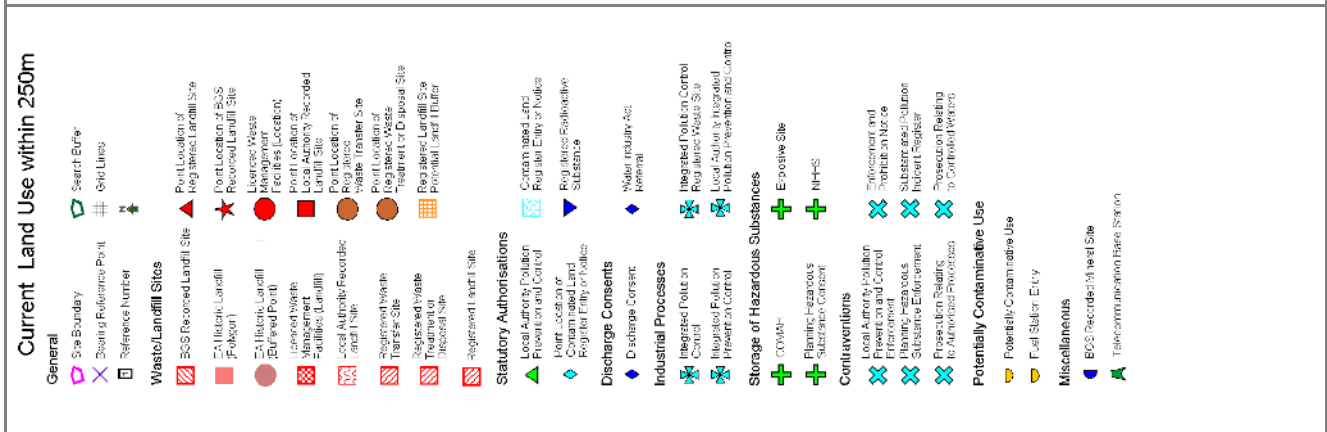 Current Land Use within 250m
General
Site Boundary
Search Buffer
Bearing Reference Point
Grid Lines
Reference Number
N
Waste/Landfill Sites
BGS Recorded Landfill Site
Point Location of
Registered Landfill Site
EA Historic Landfill
(Polygon)
Point Location of BGS
Recorded Landfill Site
EA Historic Landfill
(Buffered Point)
Licenced Waste
Management
Facilities (Location)
Licenced Waste
Management
Facilities (Landfill)
Point Location of
Local Authority Recorded
Landfill Site
Local Authority Recorded
Landfill Site
Point Location of
Registered
Waste Transfer Site
Registered Waste
Transfer Site
Point Location of
Registered Waste
Treatment or Disposal Site
Registered Waste
Treatment or
Disposal Site
Registered Landfill Site
Potential Landfill Buffer
Registered Landfill Site
Statutory Authorisations
Local Authority Pollution
Prevention and Control
Contaminated Land
Register Entry or Notice
Point Location of
Contaminated Land
Register Entry or Notice
Registered Radioactive
Substance
Discharge Consents
Discharge Consent
Water Industry Act
Referral
Industrial Processes
Integrated Pollution
Control
Integrated Pollution Control
Registered Waste Site
Integrated Pollution
Prevention Control
Local Authority Integrated
Pollution Prevention and Contro
Storage of Hazardous Substances
COMAH
Explosive Site
Planning Hazardous
Substance Consent
NIHHS
Contraventions
Local Authority Pollution
Prevention and Control
Enforcement
Enforcement and
Prohibition Notice
Planning Hazardous
Substance Enforcement
Substantiated Pollution
Incident Register
Prosecution Relating
to Authorised Processes
Prosecution Relating
to Controlled Waters
Potentially Contaminative Use
Potentially Contaminative Use
Fuel Station Entry
Miscellaneous
BGS Recorded Mineral Site
Telecommunication Base Station